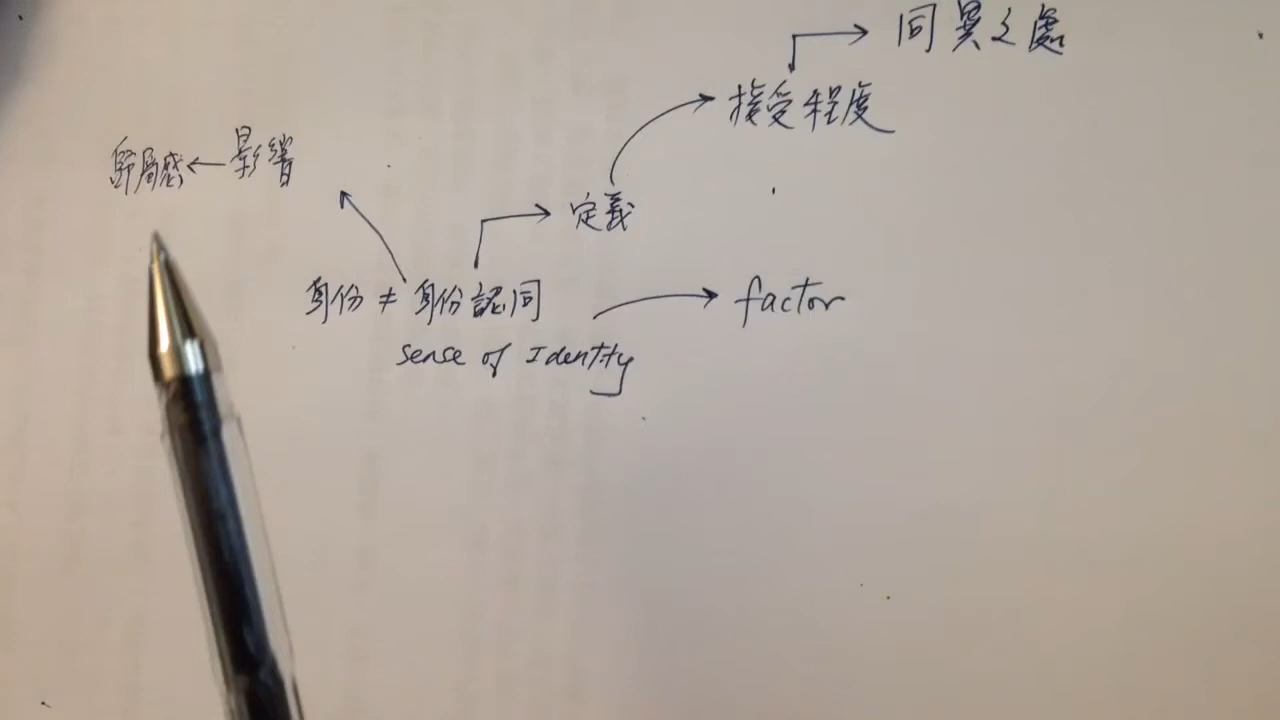 同異之處
接受程度
歸屬感←影響
定義
身份 ≠ 身份認同
factor
sense of Identity